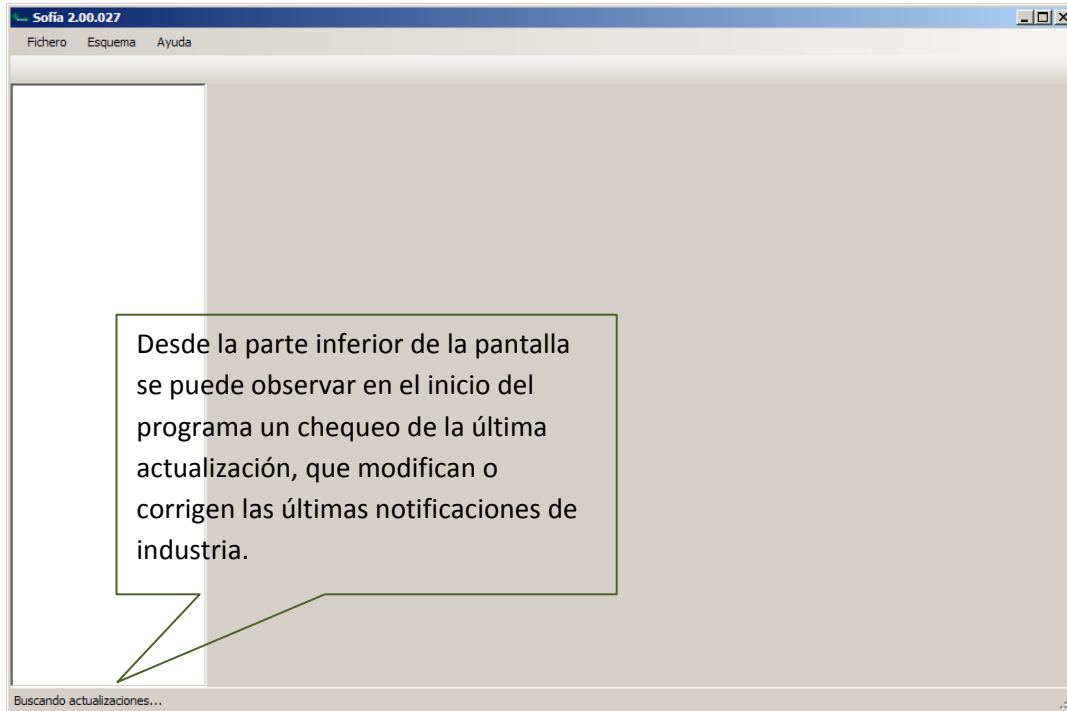 Sofía 2.00.027
Fichero Esquema Ayuda
Desde la parte inferior de la pantalla
se puede observar en el inicio del
programa un chequeo de la última
actualización, que modifican o
corrigen las últimas notificaciones de
industria.
Buscando actualizaciones...